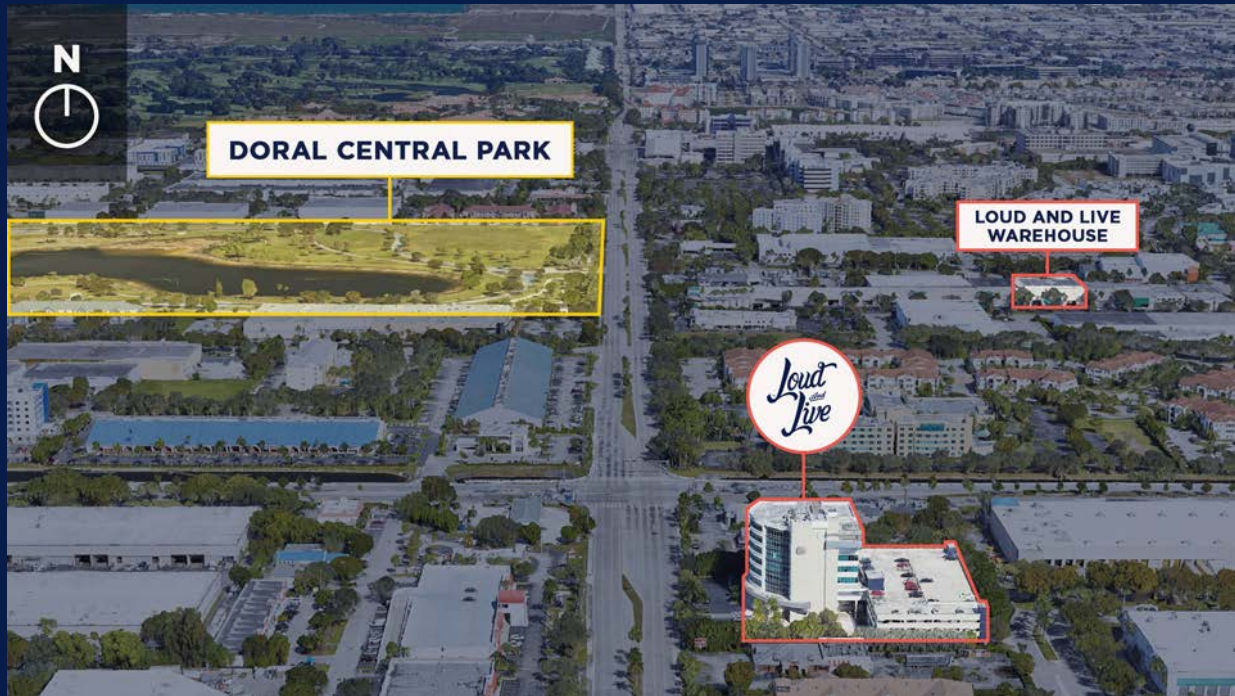 N
DORAL CENTRAL PARK
LOUD AND LIVE
WAREHOUSE
Loud
and
Live